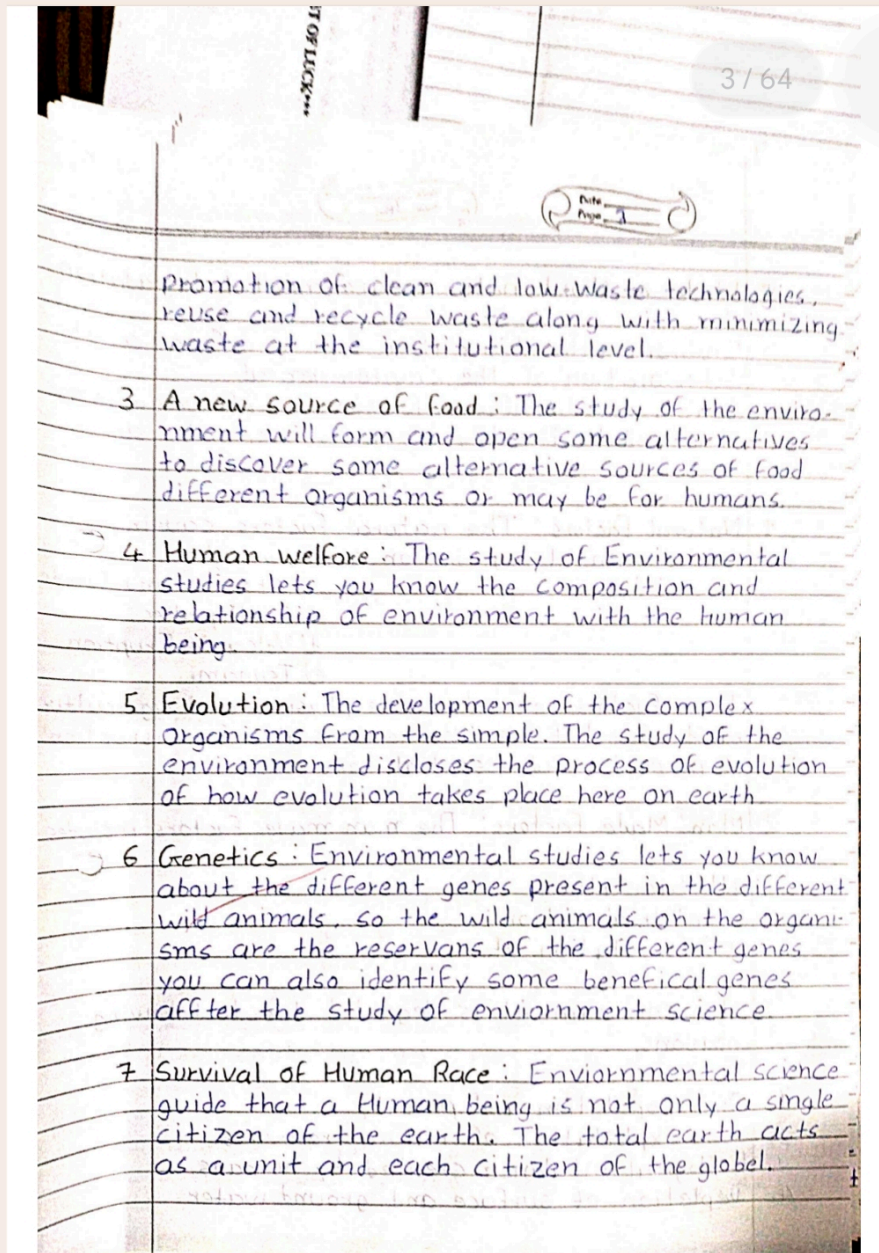 T OF LUCK***
3/64
Date
Page 1
promotion of clean and low-waste technologies,
reuse and recycle waste along with minimizing
waste at the institutional level.
3 A new source of food : The study of the enviro-
nment will form and open some alternatives
to discover some alternative sources of food
different organisms or may be for humans.
4 Human welfare : The study of Environmental
studies lets you know the composition and
relationship of environment with the human
being.
5 Evolution : The development of the complex
organisms from the simple. The study of the
environment discloses the process of evolution
of how evolution takes place here on earth
6 Genetics : Environmental studies lets you know
about the different genes present in the different
wild animals, so the wild animals on the organi-
sms are the reservans of the different genes
you can also identify some benefical genes
affter the study of enviornment science.
7 Survival of Human Race : Enviornmental science
guide that a Human being is not only a single
citizen of the earth. The total earth acts
as a unit and each citizen of the globel.